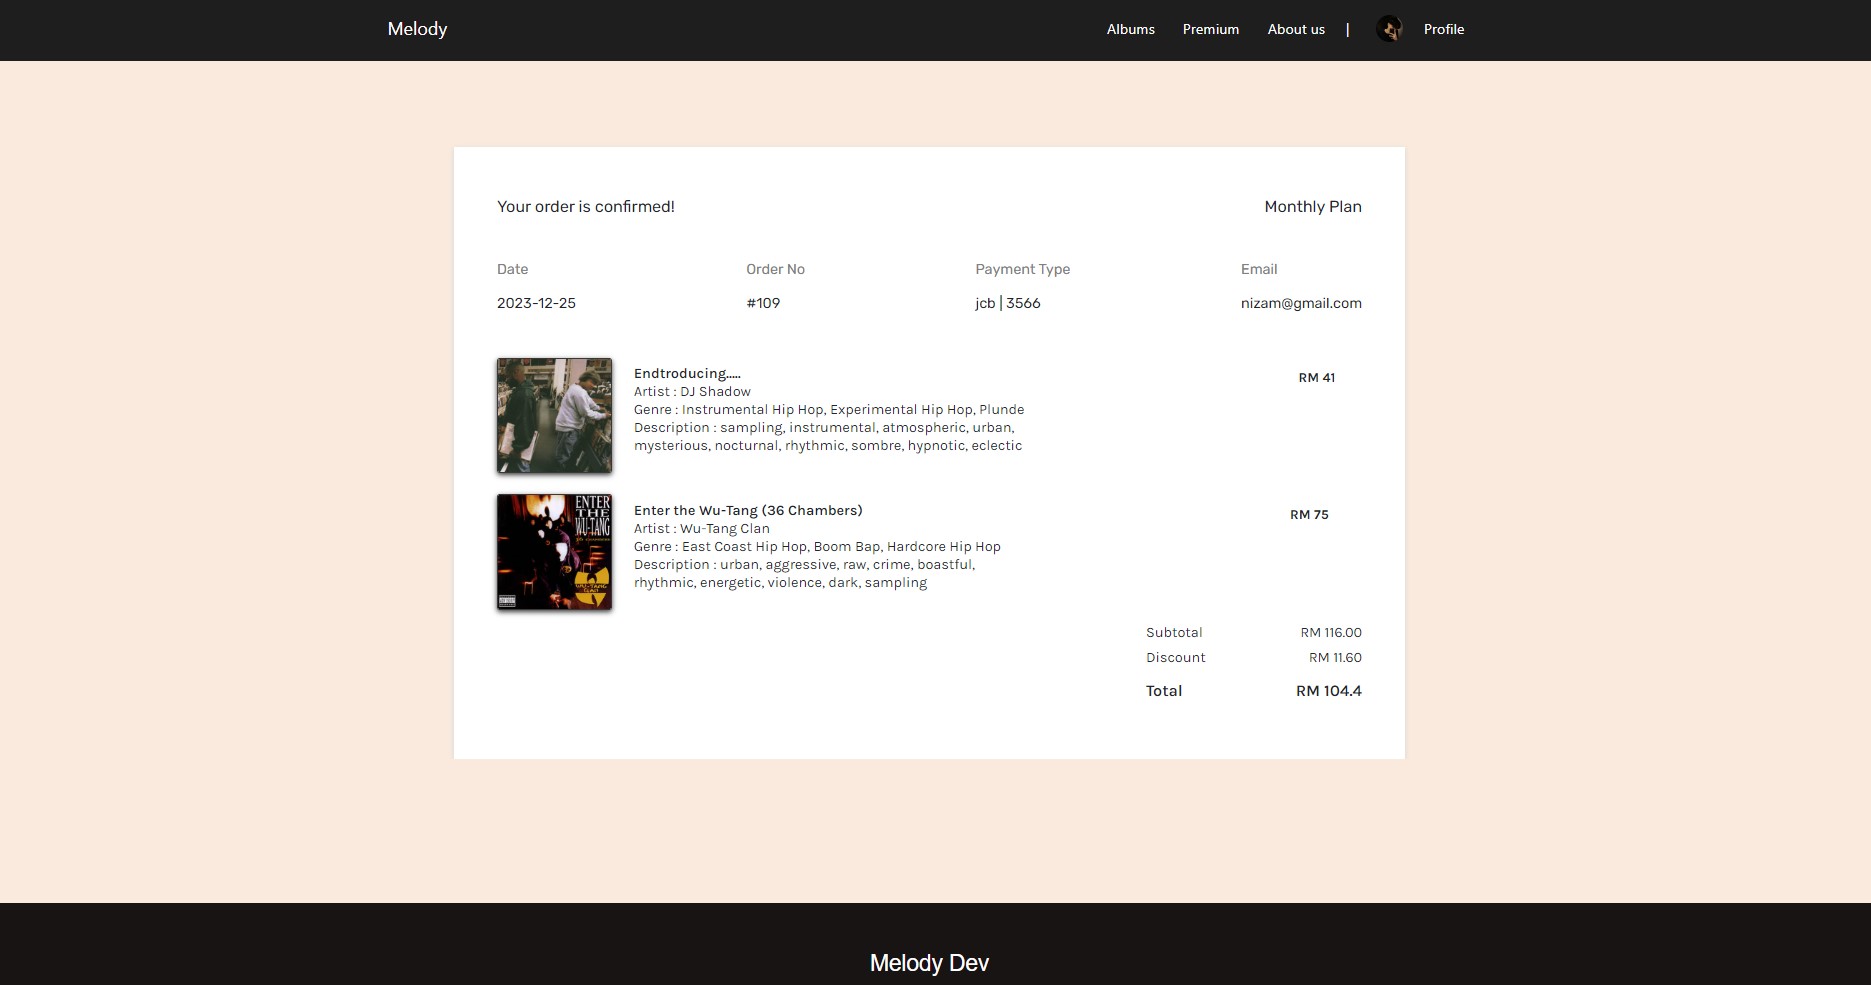 Melody
Albums Premium About us | Profile
Your order is confirmed! Monthly Plan
Date Order No Payment Type Email
2023-12-25 #109 jcb | 3566 nizam@gmail.com
Endtroducing..... RM 41
Artist : DJ Shadow
Genre : Instrumental Hip Hop, Experimental Hip Hop, Plunde
Description : sampling, instrumental, atmospheric, urban,
mysterious, nocturnal, rhythmic, sombre, hypnotic, eclectic
ENTER
THE
WU-TANG
Enter the Wu-Tang (36 Chambers) RM 75
Artist : Wu-Tang Clan
Genre : East Coast Hip Hop, Boom Bap, Hardcore Hip Hop
Description : urban, aggressive, raw, crime, boastful,
rhythmic, energetic, violence, dark, sampling
Subtotal RM 116.00
Discount RM 11.60
Total RM 104.4
Melody Dev